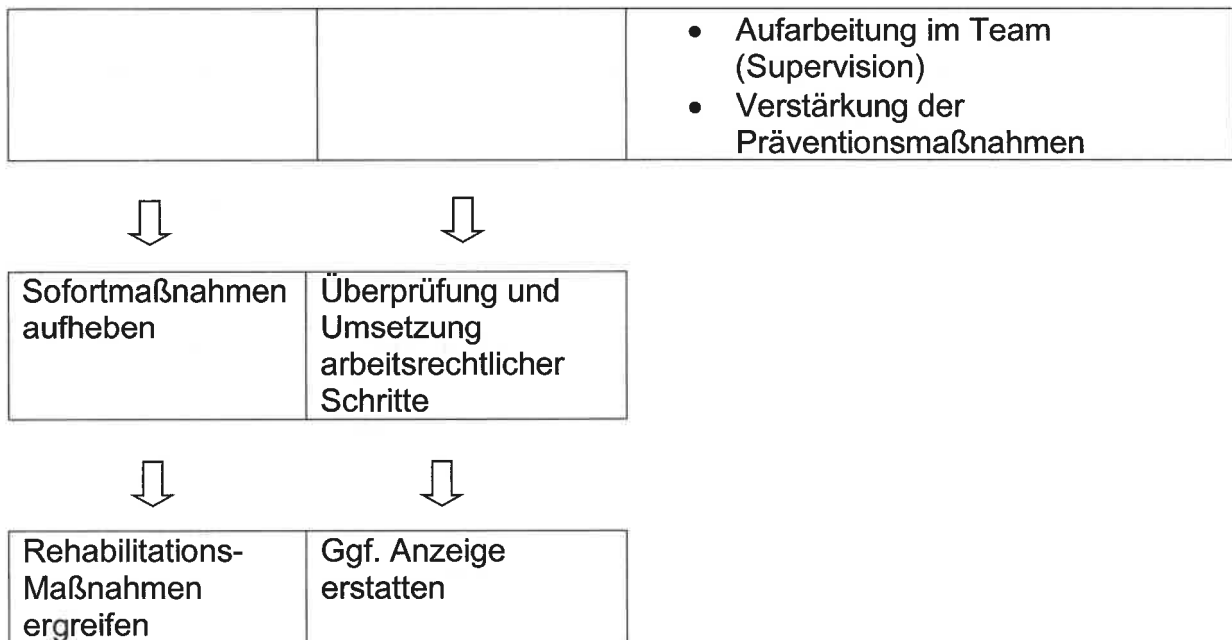 • Aufarbeitung im Team
(Supervision)
• Verstärkung der
Präventionsmaßnahmen
Sofortmaßnahmen
aufheben
Überprüfung und
Umsetzung
arbeitsrechtlicher
Schritte
Rehabilitations-
Maßnahmen
ergreifen
Ggf. Anzeige
erstatten